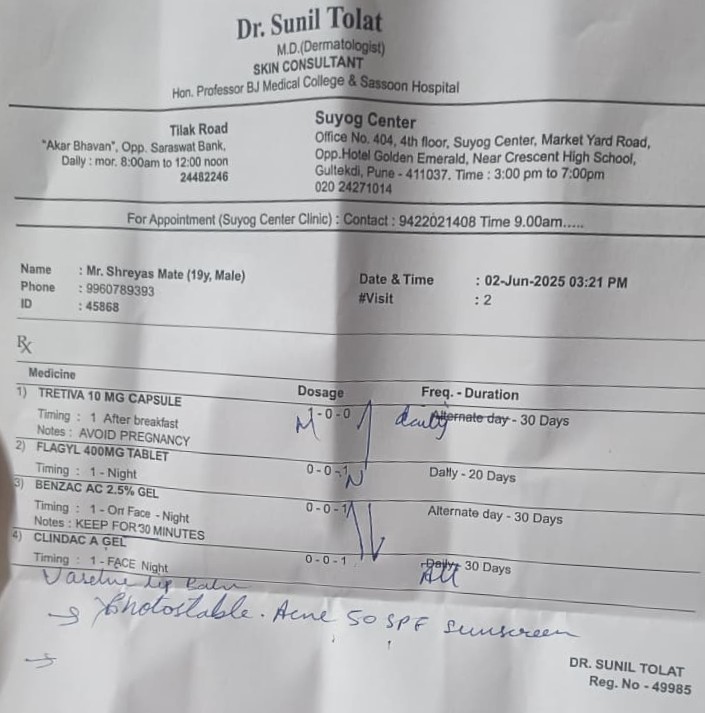 Dr. Sunil Tolat
M.D.(Dermatologist)
SKIN CONSULTANT
Hon. Professor BJ Medical College & Sassoon Hospital
Tilak Road
"Akar Bhavan", Opp. Saraswat Bank,
Daily : mor. 8:00am to 12:00 noon
24482246
Suyog Center
Office No. 404, 4th floor, Suyog Center, Market Yard Road,
Opp.Hotel Golden Emerald, Near Crescent High School,
Gultekdi, Pune - 411037. Time : 3:00 pm to 7:00pm
020 24271014
For Appointment (Suyog Center Clinic) : Contact : 9422021408 Time 9.00am.....
Name : Mr. Shreyas Mate (19y, Male) Date & Time : 02-Jun-2025 03:21 PM
Phone : 9960789393 #Visit : 2
ID : 45868
Rx
Medicine Dosage Freq. - Duration
1) TRETIVA 10 MG CAPSULE 1-0-0 daily Alternate day - 30 Days
Timing : 1 After breakfast M
Notes : AVOID PREGNANCY
2) FLAGYL 400MG TABLET 0-0-1 N Daily - 20 Days
Timing : 1 - Night
3) BENZAC AC 2.5% GEL 0-0-1 Alternate day - 30 Days
Timing : 1 - On Face - Night
Notes : KEEP FOR 30 MINUTES
4) CLINDAC A GEL 0-0-1 Daily 30 Days
Timing : 1 - FACE Night
Vaseline Lip Balm
→ Photostable. Acne 50 SPF sunscreen
→
DR. SUNIL TOLAT
Reg. No - 49985